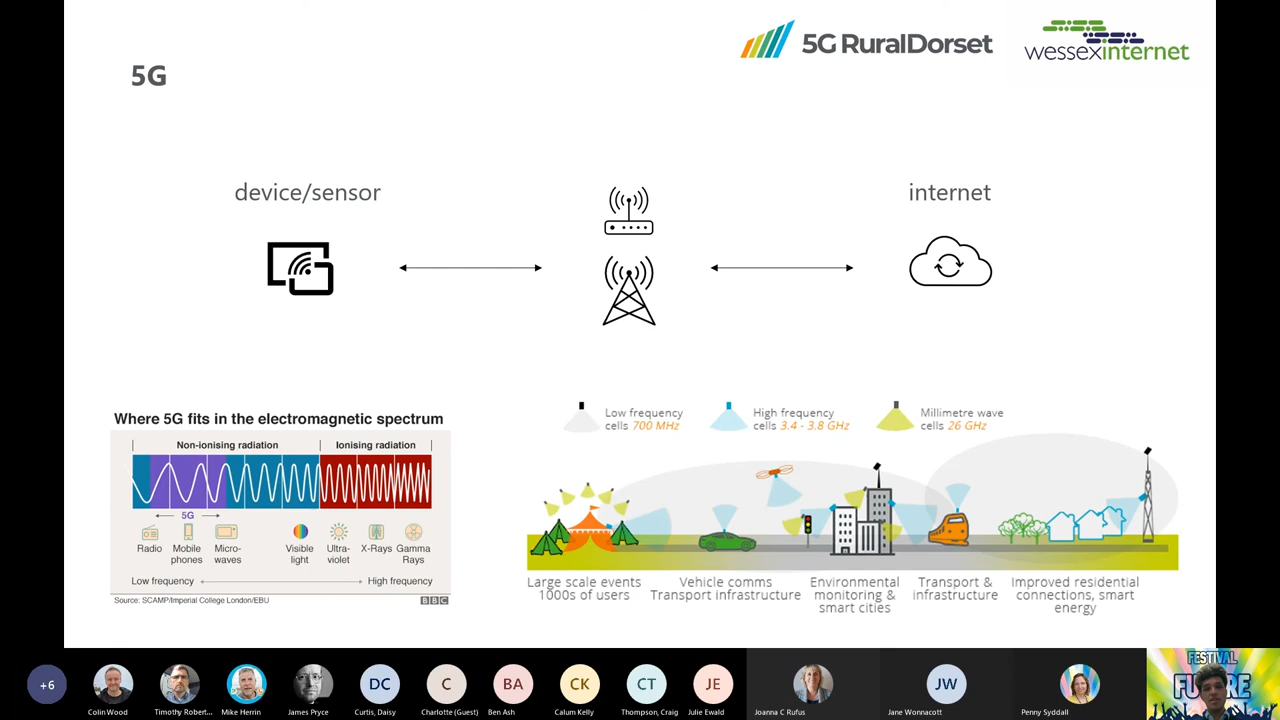 5G
5G RuralDorset
wessexinternet
device/sensor
internet
Where 5G fits in the electromagnetic spectrum
Non-ionising radiation
Ionising radiation
5G
Radio
Mobile
phones
Micro-
waves
Visible
light
Ultra-
violet
X-Rays
Gamma
Rays
Low frequency
High frequency
Source: SCAMP/Imperial College London/EBU
BBC
Low frequency
cells 700 MHz
High frequency
cells 3.4 - 3.8 GHz
Millimetre wave
cells 26 GHz
Large scale events
1000s of users
Vehicle comms
Transport infrastructure
Environmental
monitoring &
smart cities
Transport &
infrastructure
Improved residential
connections, smart
energy
+6
DC
C
BA
CK
CT
JE
JW
Colin Wood
Timothy Robert...
Mike Herrin
James Pryce
Curtis, Daisy
Charlotte (Guest)
Ben Ash
Calum Kelly
Thompson, Craig
Julie Ewald
Joanna C Rufus
Jane Wonnacott
Penny Syddall
FESTIVAL
FUTURE